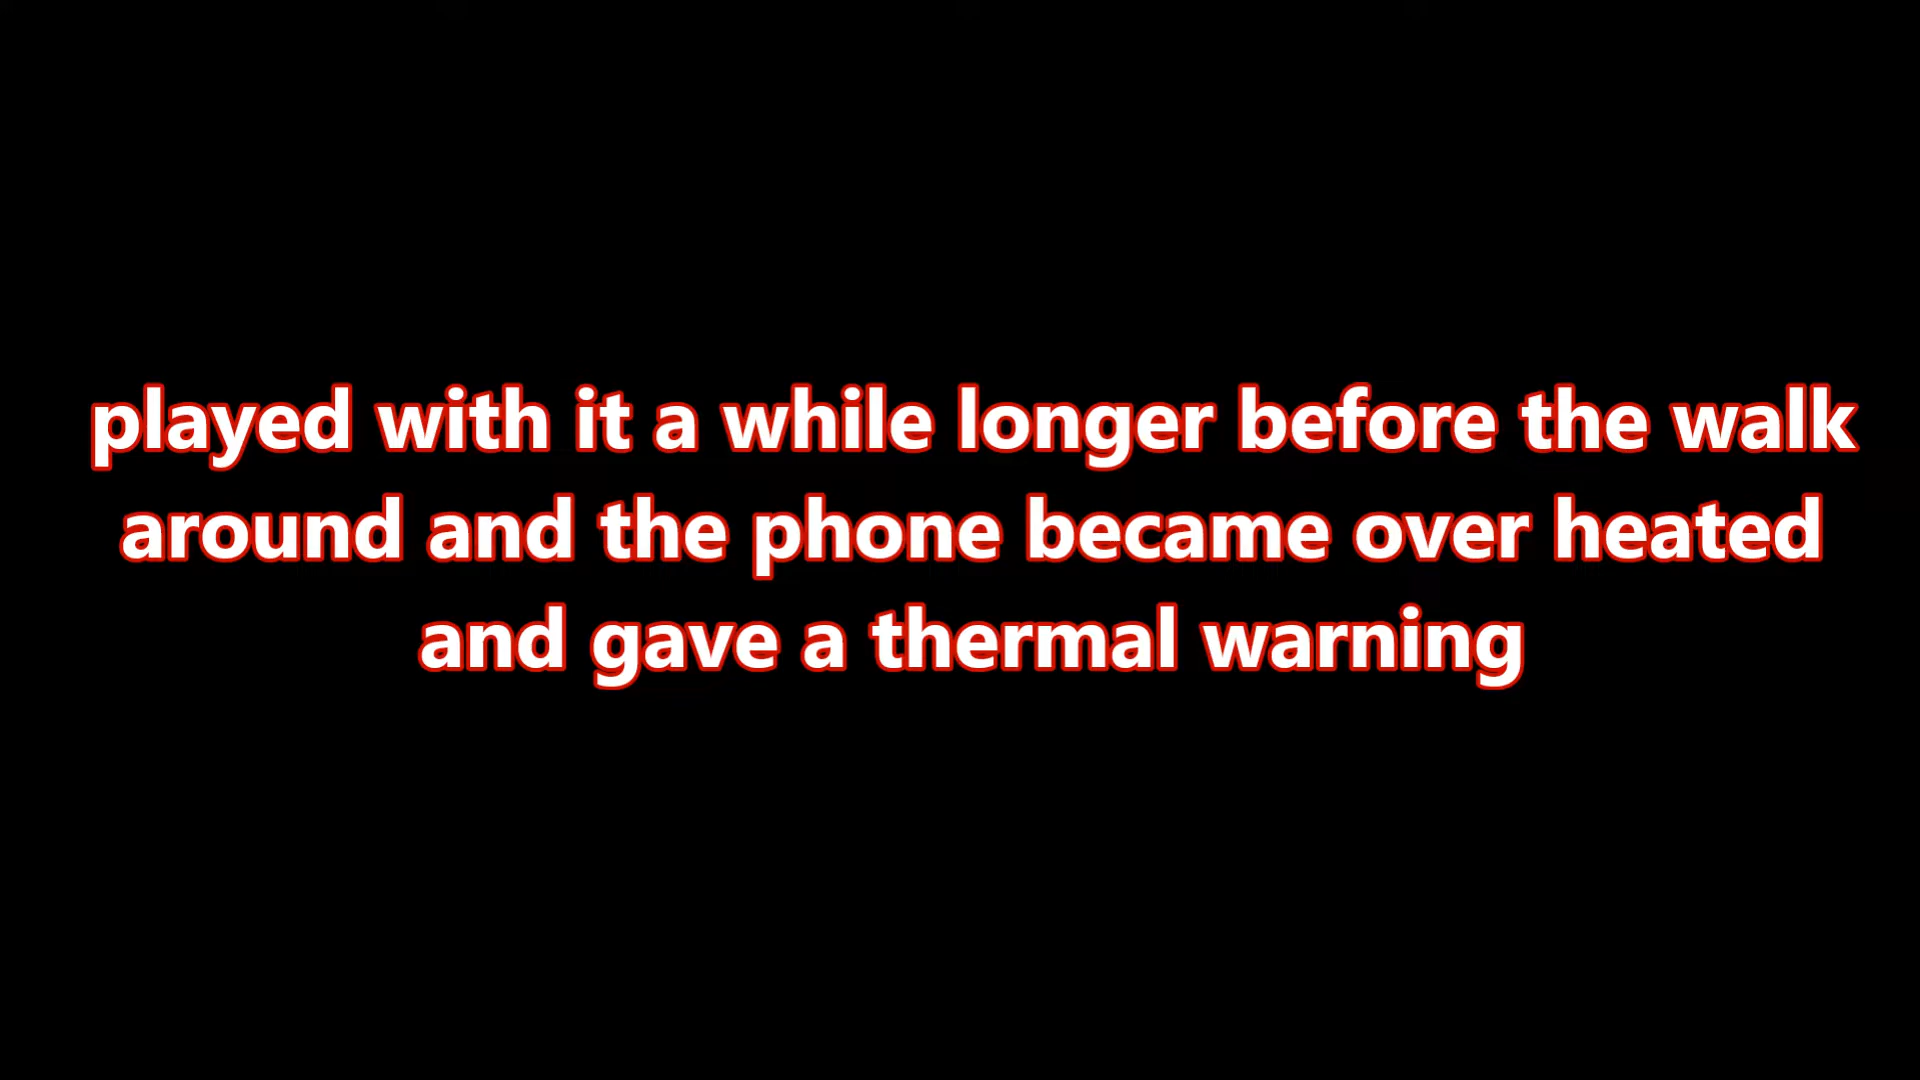 played with it a while longer before the walk
around and the phone became over heated
and gave a thermal warning